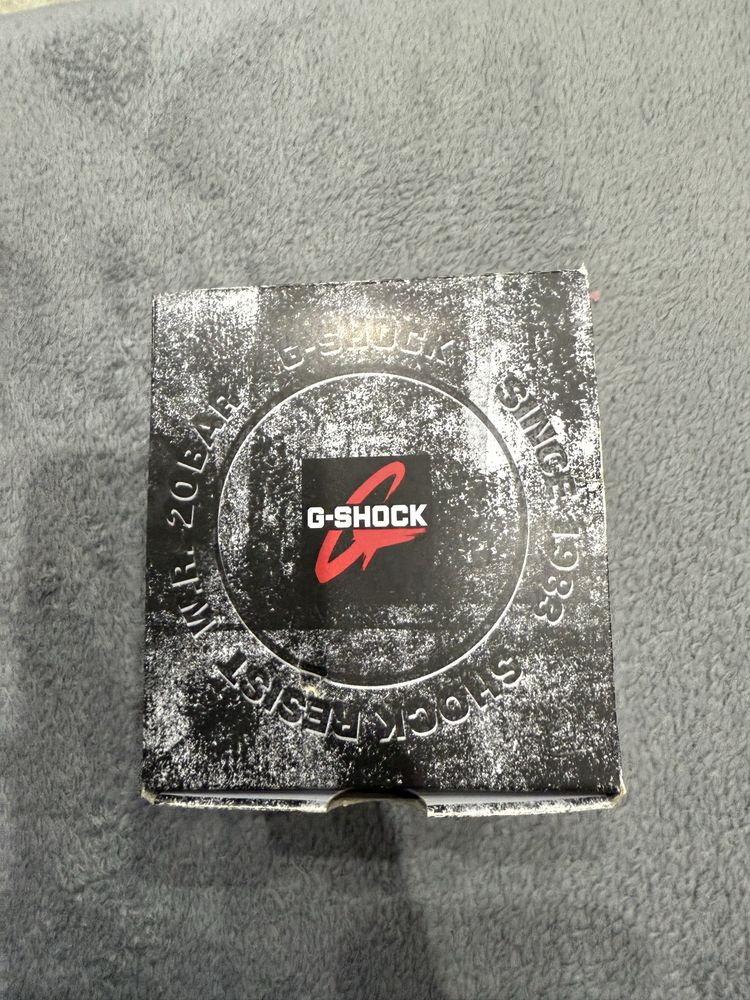 G-SHOCK
SINCE 1983
SHOCK RESIST
W.R. 20BAR
G-SHOCK